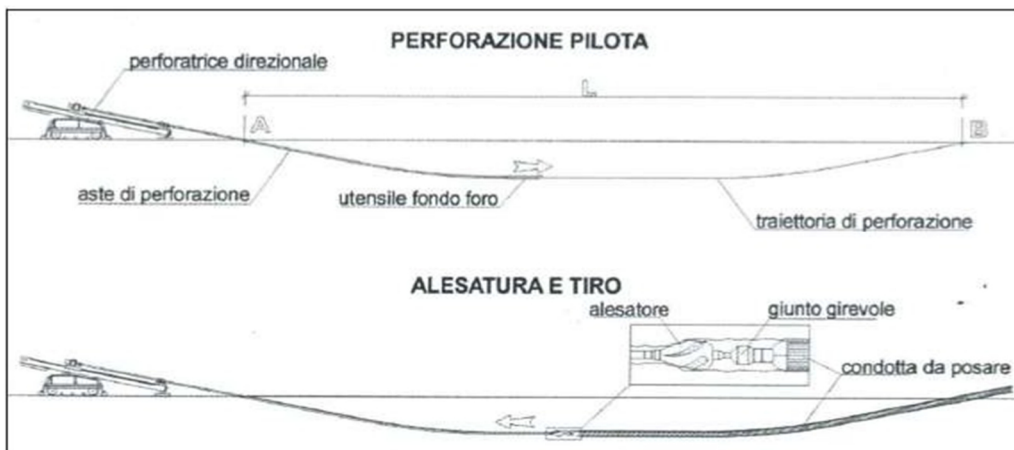 PERFORAZIONE PILOTA
perforatrice direzionale
L
A
B
aste di perforazione
utensile fondo foro
traiettoria di perforazione
ALESATURA E TIRO
alesatore
giunto girevole
condotta da posare